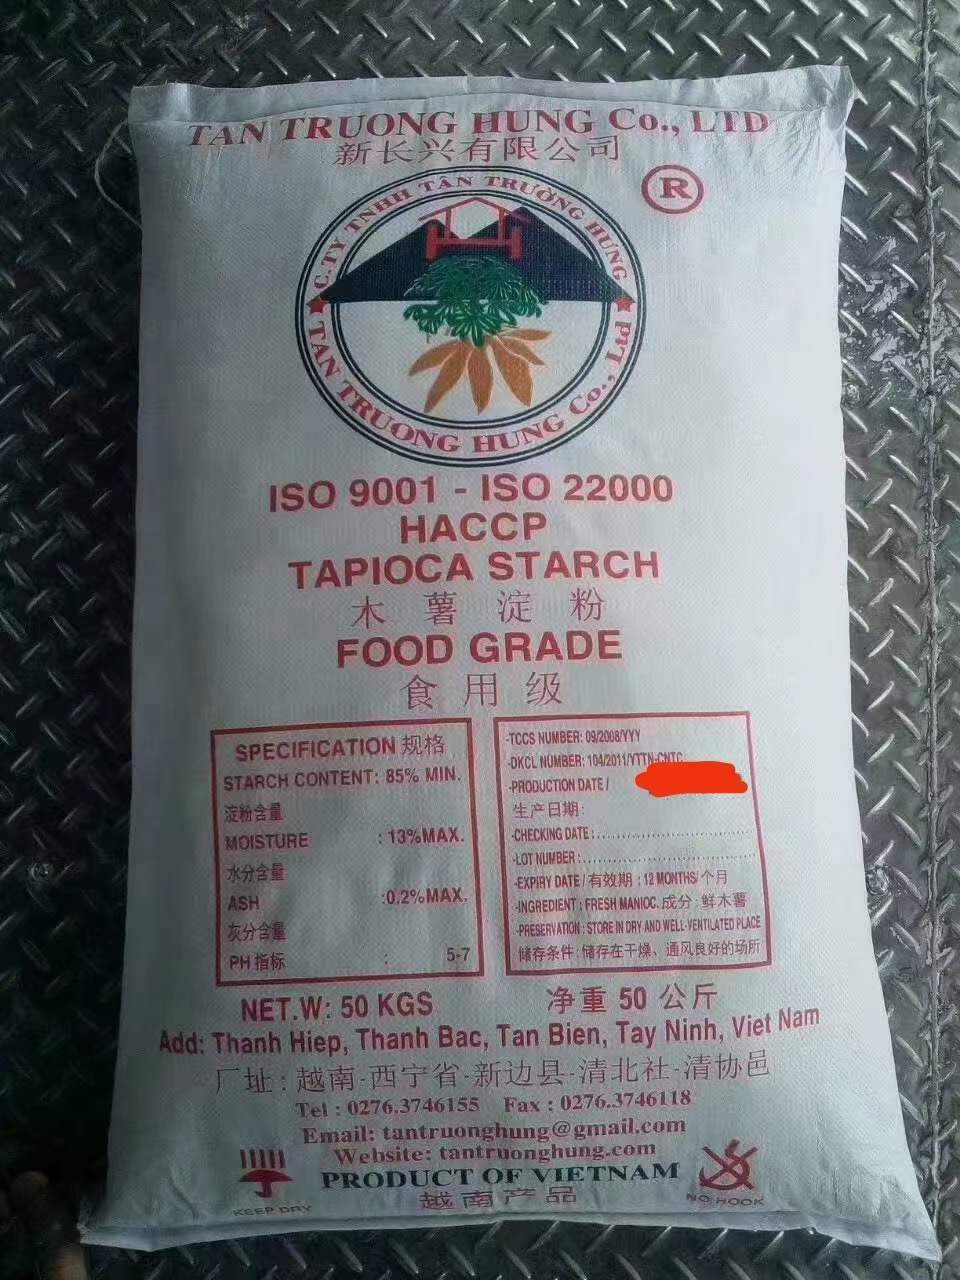 TAN TRUONG HUNG Co., LTD
新长兴有限公司
®
C.TY TNHH TÂN TRƯỜNG HƯNG
TAN TRUONG HUNG Co., Ltd
ISO 9001 - ISO 22000
HACCP
TAPIOCA STARCH
木薯淀粉
FOOD GRADE
食用级
SPECIFICATION 规格
STARCH CONTENT: 85% MIN.
淀粉含量
MOISTURE : 13%MAX.
水分含量
ASH :0.2%MAX.
灰分含量
PH 指标 : 5-7
-TCCS NUMBER: 09/2008/YYY
-DKCL NUMBER: 104/2011/YTTN-CNTC
-PRODUCTION DATE /
生产日期:
-CHECKING DATE :
-LOT NUMBER :
-EXPIRY DATE / 有效期 : 12 MONTHS/ 个月
-INGREDIENT : FRESH MANIOC. 成分 : 鲜木薯
-PRESERVATION : STORE IN DRY AND WELL-VENTILATED PLACE
储存条件: 储存在干燥、通风良好的场所
NET.W: 50 KGS 净重 50 公斤
Add: Thanh Hiep, Thanh Bac, Tan Bien, Tay Ninh, Viet Nam
厂址 : 越南-西宁省-新边县-清北社-清协邑
Tel : 0276.3746155 Fax : 0276.3746118
Email: tantruonghung@gmail.com
Website: tantruonghung.com
PRODUCT OF VIETNAM
越南产品
KEEP DRY
NO HOOK